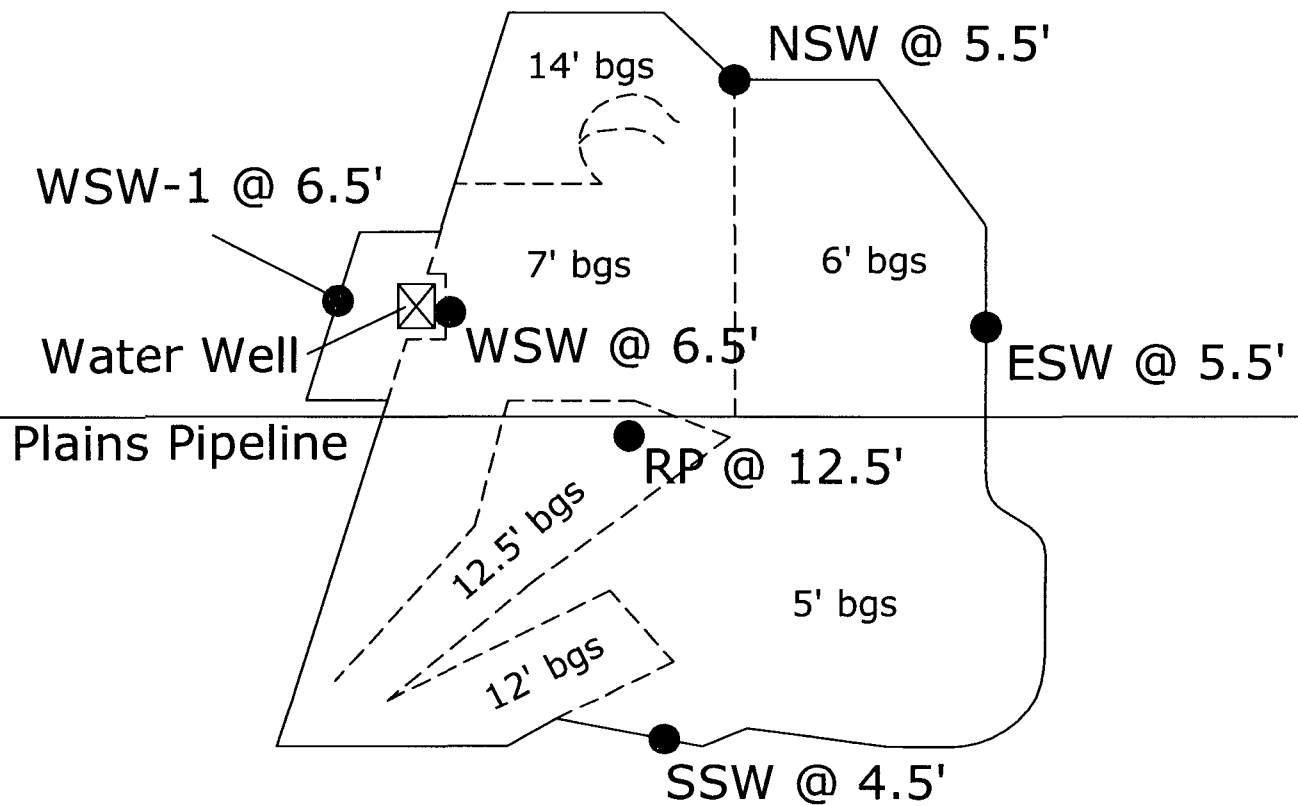 NSW @ 5.5'
14' bgs
WSW-1 @ 6.5'
7' bgs
6' bgs
Water Well
WSW @ 6.5'
ESW @ 5.5'
Plains Pipeline
RP @ 12.5'
12.5' bgs
5' bgs
12' bgs
SSW @ 4.5'